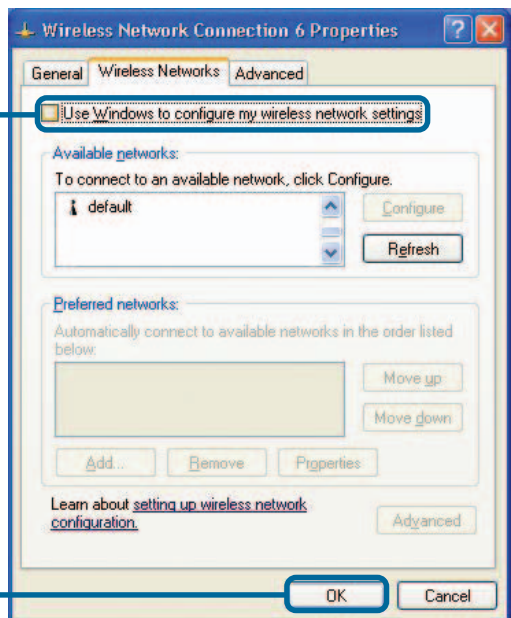 Wireless Network Connection 6 Properties
General Wireless Networks Advanced
Use Windows to configure my wireless network settings
Available networks:
To connect to an available network, click Configure.
default
Configure
Refresh
Preferred networks:
Automatically connect to available networks in the order listed
below:
Move up
Move down
Add... Remove Properties
Learn about setting up wireless network
configuration.
Advanced
OK Cancel